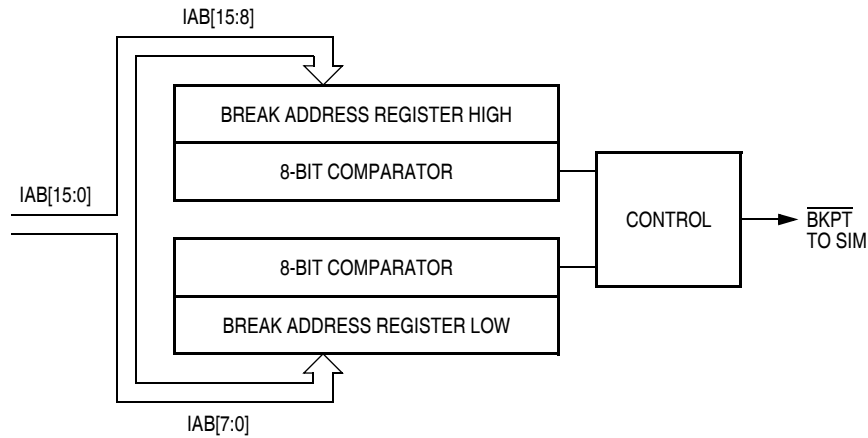 IAB[15:8]
BREAK ADDRESS REGISTER HIGH
8-BIT COMPARATOR
IAB[15:0]
CONTROL
BKPT
TO SIM
8-BIT COMPARATOR
BREAK ADDRESS REGISTER LOW
IAB[7:0]